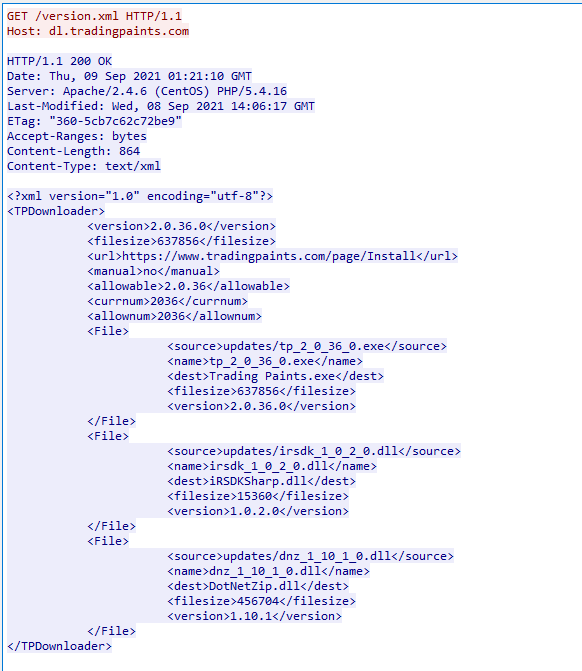 GET /version.xml HTTP/1.1
Host: dl.tradingpaints.com
HTTP/1.1 200 OK
Date: Thu, 09 Sep 2021 01:21:10 GMT
Server: Apache/2.4.6 (CentOS) PHP/5.4.16
Last-Modified: Wed, 08 Sep 2021 14:06:17 GMT
ETag: "360-5cb7c62c72be9"
Accept-Ranges: bytes
Content-Length: 864
Content-Type: text/xml
<?xml version="1.0" encoding="utf-8"?>
<TPDownloader>
<version>2.0.36.0</version>
<filesize>637856</filesize>
<url>https://www.tradingpaints.com/page/Install</url>
<manual>no</manual>
<allowable>2.0.36</allowable>
<currnum>2036</currnum>
<allownum>2036</allownum>
<File>
<source>updates/tp_2_0_36_0.exe</source>
<name>tp_2_0_36_0.exe</name>
<dest>Trading Paints.exe</dest>
<filesize>637856</filesize>
<version>2.0.36.0</version>
</File>
<File>
<source>updates/irsdk_1_0_2_0.dll</source>
<name>irsdk_1_0_2_0.dll</name>
<dest>iRSDKSharp.dll</dest>
<filesize>15360</filesize>
<version>1.0.2.0</version>
</File>
<File>
<source>updates/dnz_1_10_1_0.dll</source>
<name>dnz_1_10_1_0.dll</name>
<dest>DotNetZip.dll</dest>
<filesize>456704</filesize>
<version>1.10.1</version>
</File>
</TPDownloader>